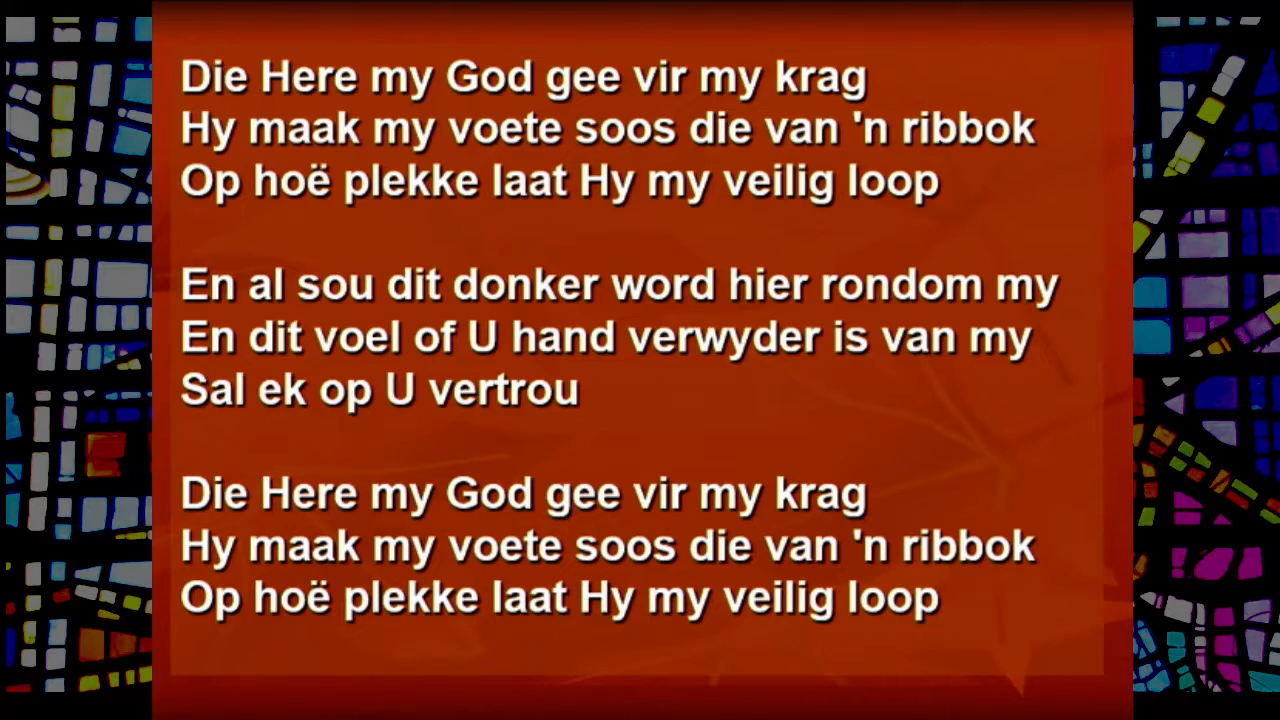 Die Here my God gee vir my krag
Hy maak my voete soos die van 'n ribbok
Op hoë plekke laat Hy my veilig loop
En al sou dit donker word hier rondom my
En dit voel of U hand verwyder is van my
Sal ek op U vertrou
Die Here my God gee vir my krag
Hy maak my voete soos die van 'n ribbok
Op hoë plekke laat Hy my veilig loop